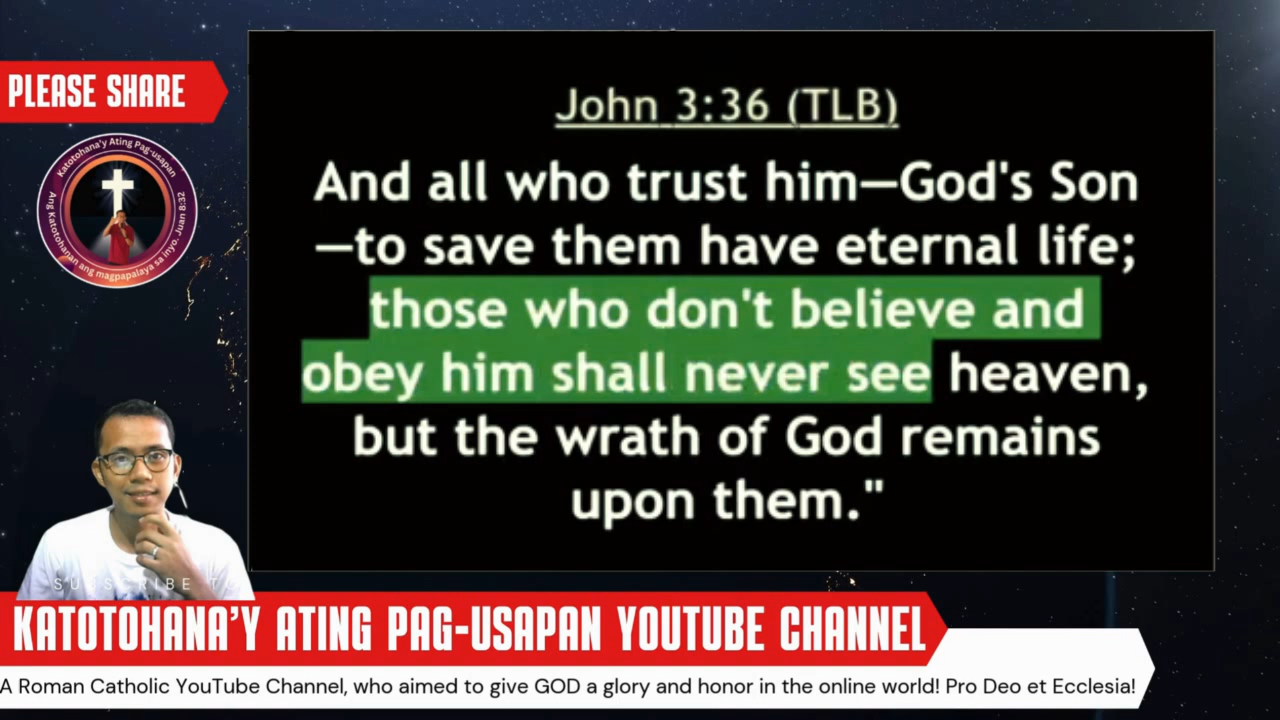 PLEASE SHARE
Katotohana'y Ating Pag-usapan
Ang Katotohanan ang magpapalaya sa inyo. Juan 8:32
John 3:36 (TLB)
And all who trust him—God's Son
—to save them have eternal life;
those who don't believe and
obey him shall never see heaven,
but the wrath of God remains
upon them."
SUBSCRIBE TO
KATOTOHANA'Y ATING PAG-USAPAN YOUTUBE CHANNEL
A Roman Catholic YouTube Channel, who aimed to give GOD a glory and honor in the online world! Pro Deo et Ecclesia!